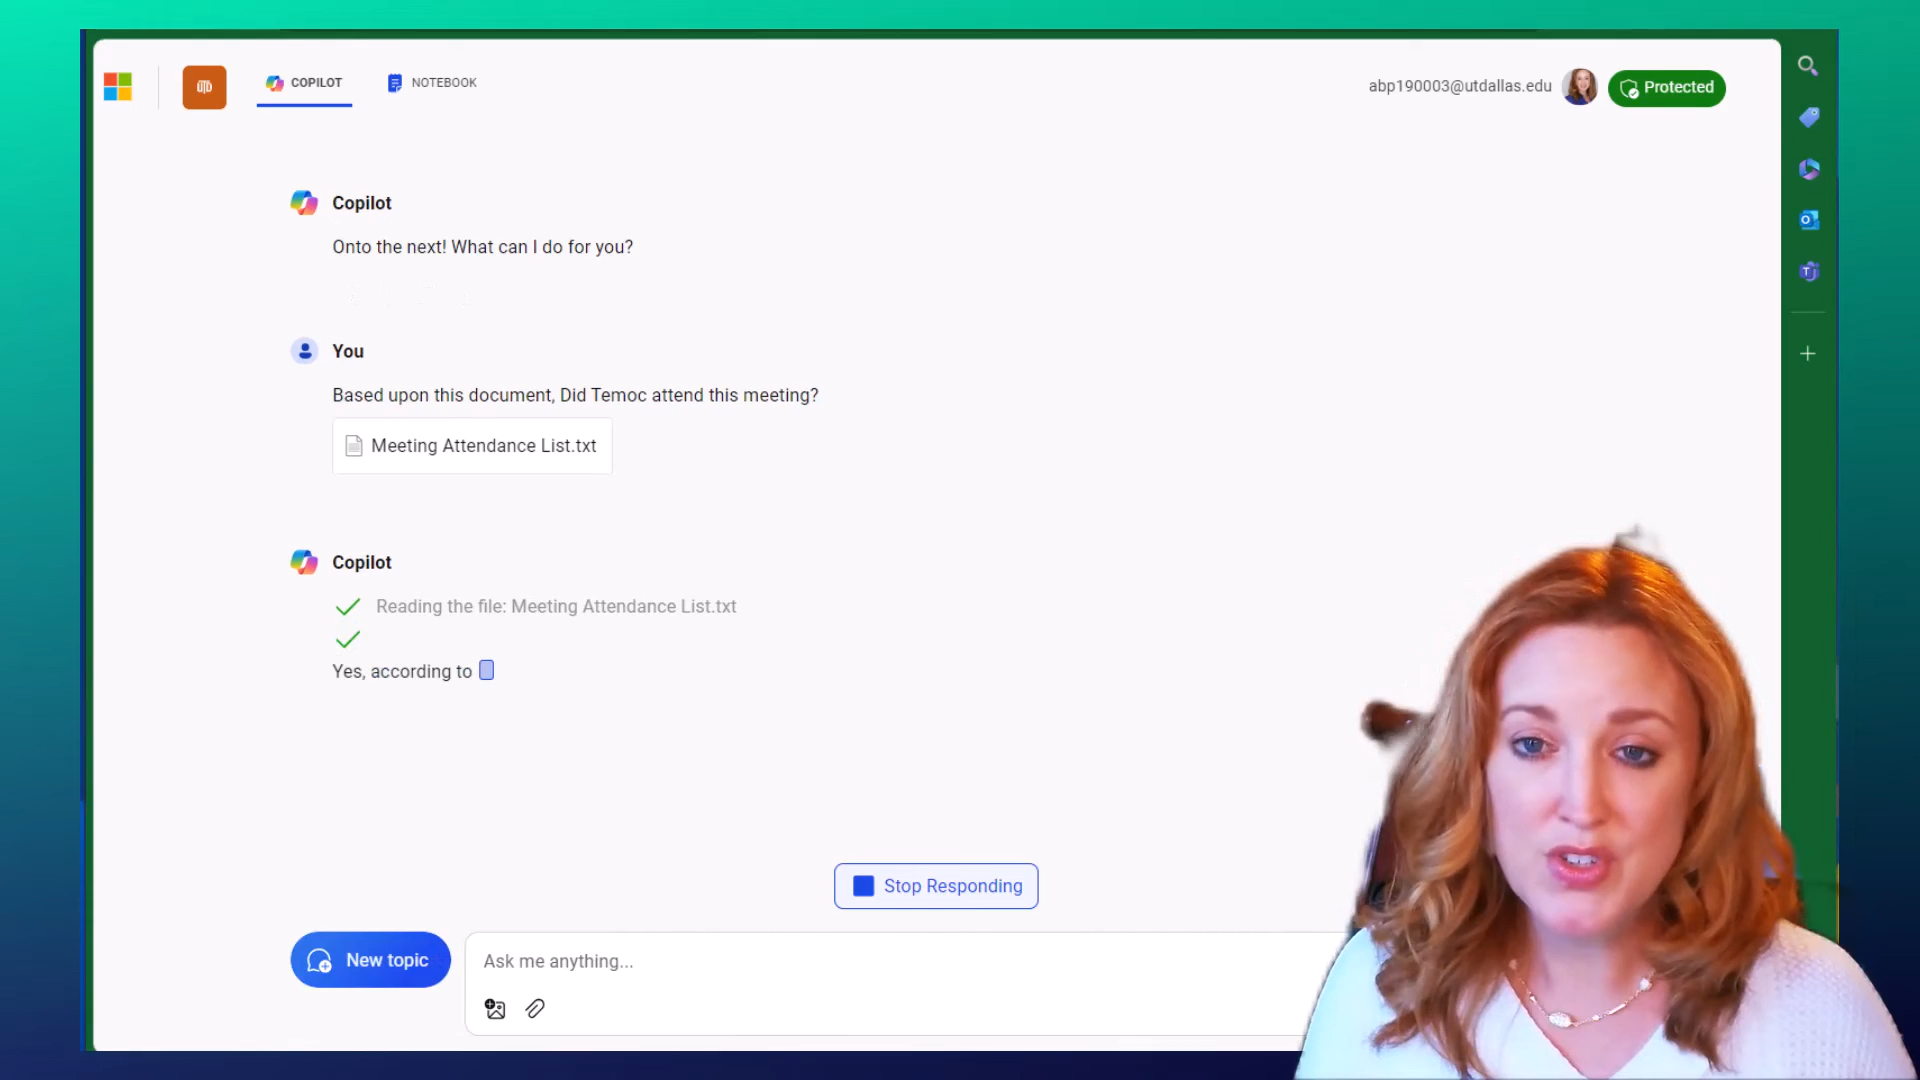 UTD
COPILOT
NOTEBOOK
abp190003@utdallas.edu
Protected
Copilot
Onto the next! What can I do for you?
You
Based upon this document, Did Temoc attend this meeting?
Meeting Attendance List.txt
Copilot
Reading the file: Meeting Attendance List.txt
Yes, according to
Stop Responding
New topic
Ask me anything...